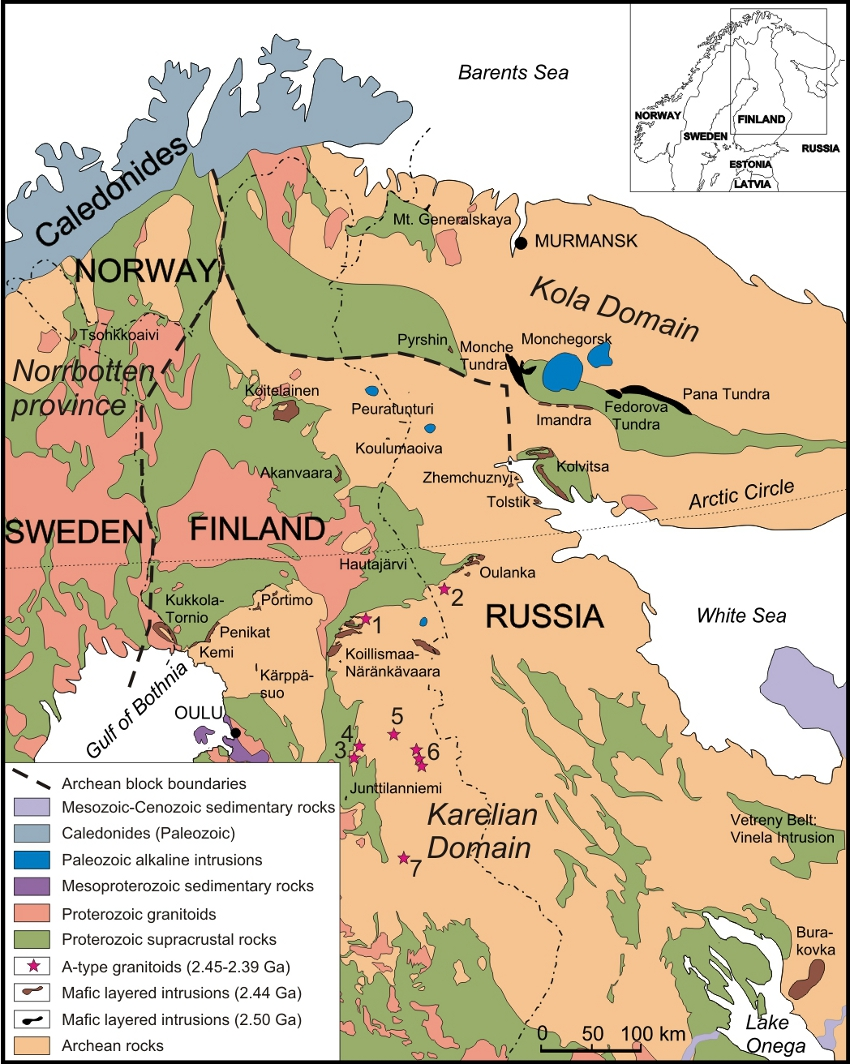 Barents Sea
NORWAY
SWEDEN
FINLAND
RUSSIA
ESTONIA
LATVIA
Caledonides
Mt. Generalskaya
MURMANSK
NORWAY
Kola Domain
Tsohkkoaivi
Pyrshin
Monche
Tundra
Monchegorsk
Norrbotten
province
Koitelainen
Peuratunturi
Pana Tundra
Fedorova
Tundra
Imandra
Koulumaoiva
Akanvaara
Zhemchuznyj
Kolvitsa
Tolstik
Arctic Circle
SWEDEN
FINLAND
Hautajärvi
Oulanka
Kukkola-
Tornio
Portimo
2
RUSSIA
White Sea
Penikat
1
Kemi
Koillismaa-
Näränkävaara
Kärppä-
suo
Gulf of Bothnia
OULU
5
4
3
6
Junttilanniemi
Karelian
Domain
Vetreny Belt:
Vinela Intrusion
7
Bura-
kovka
Lake
Onega
0 50 100 km
Archean block boundaries
Mesozoic-Cenozoic sedimentary rocks
Caledonides (Paleozoic)
Paleozoic alkaline intrusions
Mesoproterozoic sedimentary rocks
Proterozoic granitoids
Proterozoic supracrustal rocks
A-type granitoids (2.45-2.39 Ga)
Mafic layered intrusions (2.44 Ga)
Mafic layered intrusions (2.50 Ga)
Archean rocks